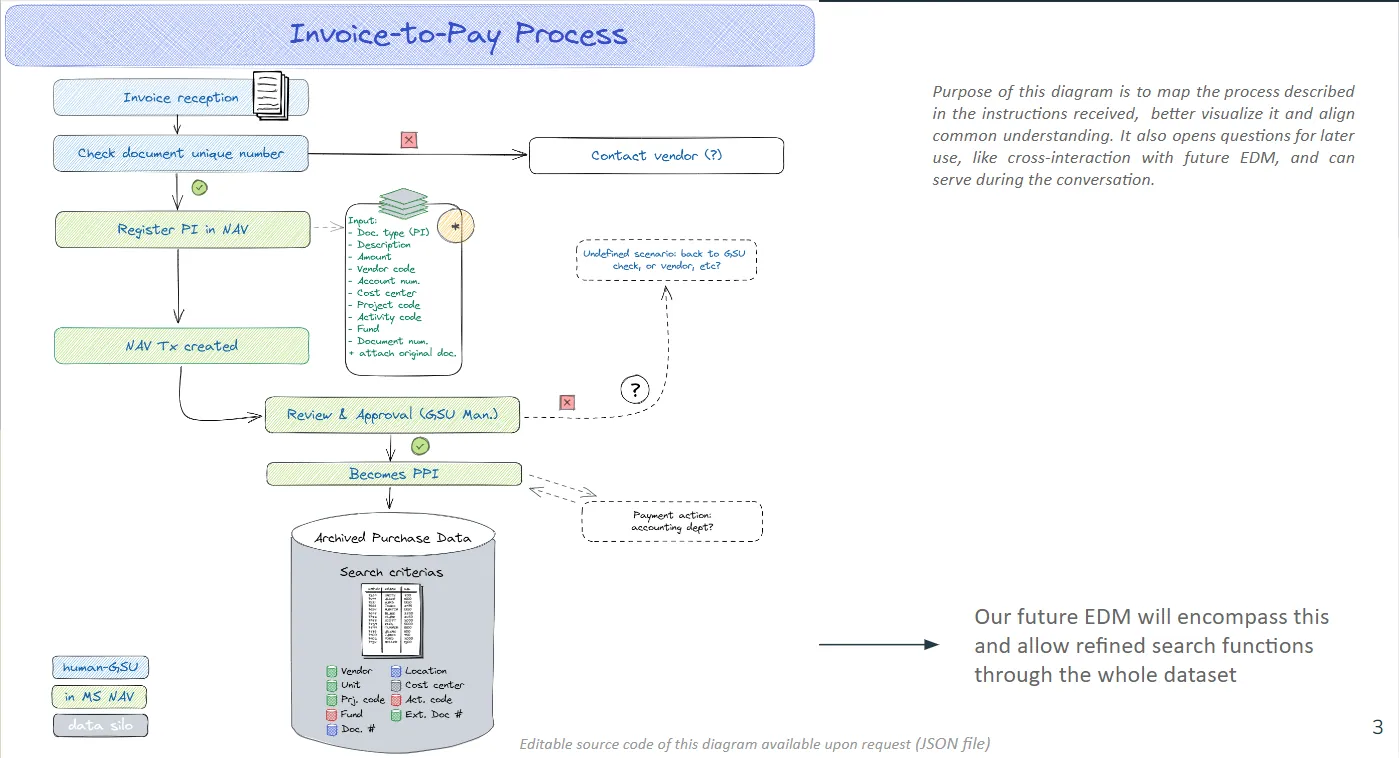 Invoice-to-Pay Process
Invoice reception
Check document unique number
Contact vendor (?)
Register PI in NAV
Input:
- Doc. type (PI)
- Description
- Amount
- Vendor code
- Account num.
- Cost center
- Project code
- Activity code
- Fund
- Document num.
+ attach original doc.
*
Undefined scenario: back to GSU
check, or vendor, etc?
NAV Tx created
?
Review & Approval (GSU Man.)
Becomes PPI
Payment action:
accounting dept?
Archived Purchase Data
Search criterias
Vendor
Location
Unit
Cost center
Prj. code
Act. code
Fund
Ext. Doc #
Doc. #
human-GSU
in MS NAV
data silo
Purpose of this diagram is to map the process described
in the instructions received, better visualize it and align
common understanding. It also opens questions for later
use, like cross-interaction with future EDM, and can
serve during the conversation.
Our future EDM will encompass this
and allow refined search functions
through the whole dataset
Editable source code of this diagram available upon request (JSON file)
3